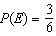 P(E) = 3/6